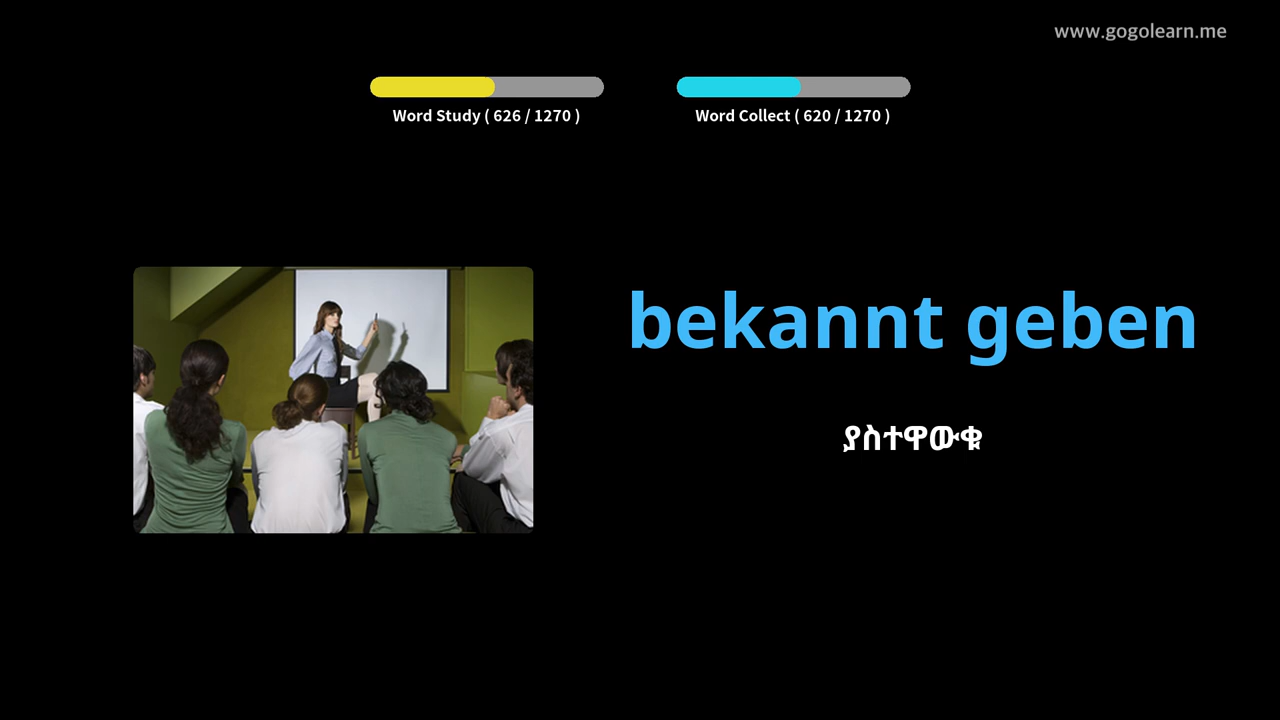 www.gogolearn.me
Word Study ( 626 / 1270 )
Word Collect ( 620 / 1270 )
bekannt geben
ያስተዋውቁ